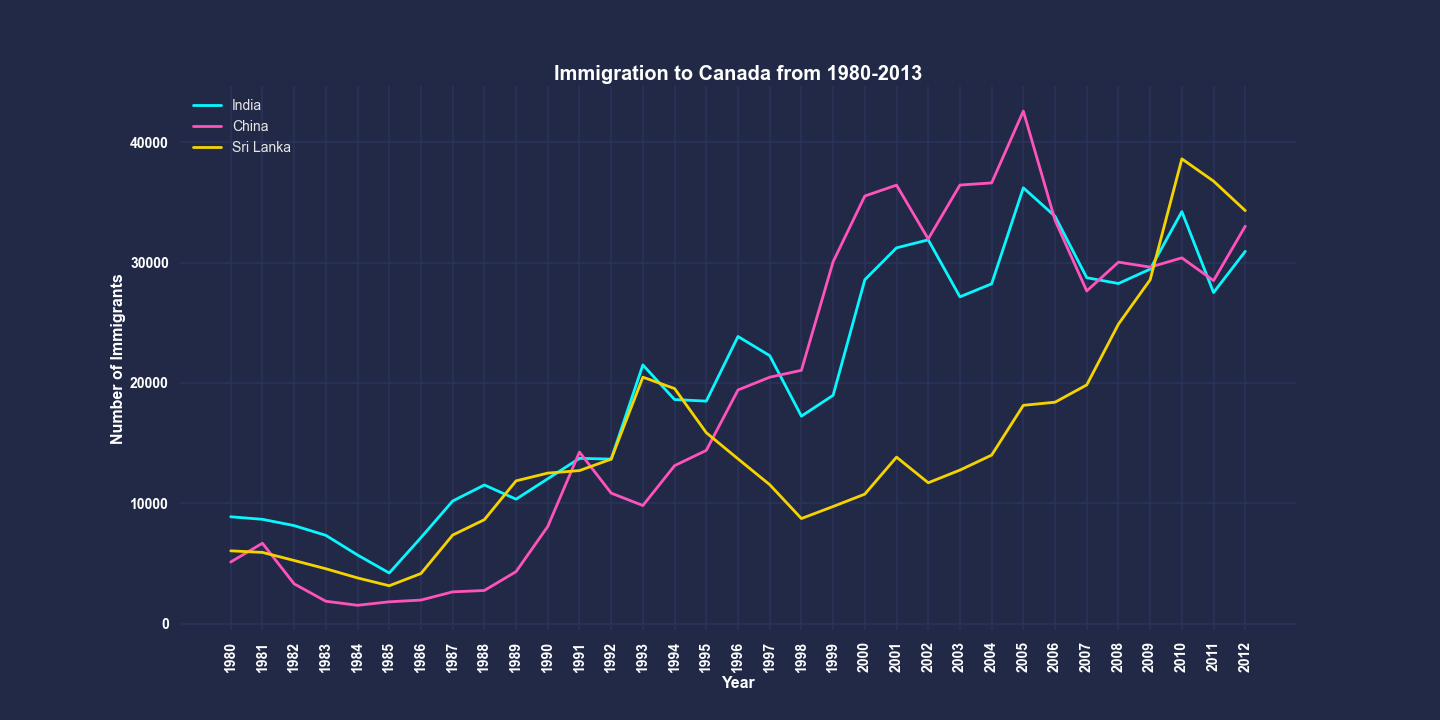 Immigration to Canada from 1980-2013
India
China
Sri Lanka
Number of Immigrants
40000
30000
20000
10000
0
1980 1981 1982 1983 1984 1985 1986 1987 1988 1989 1990 1991 1992 1993 1994 1995 1996 1997 1998 1999 2000 2001 2002 2003 2004 2005 2006 2007 2008 2009 2010 2011 2012
Year